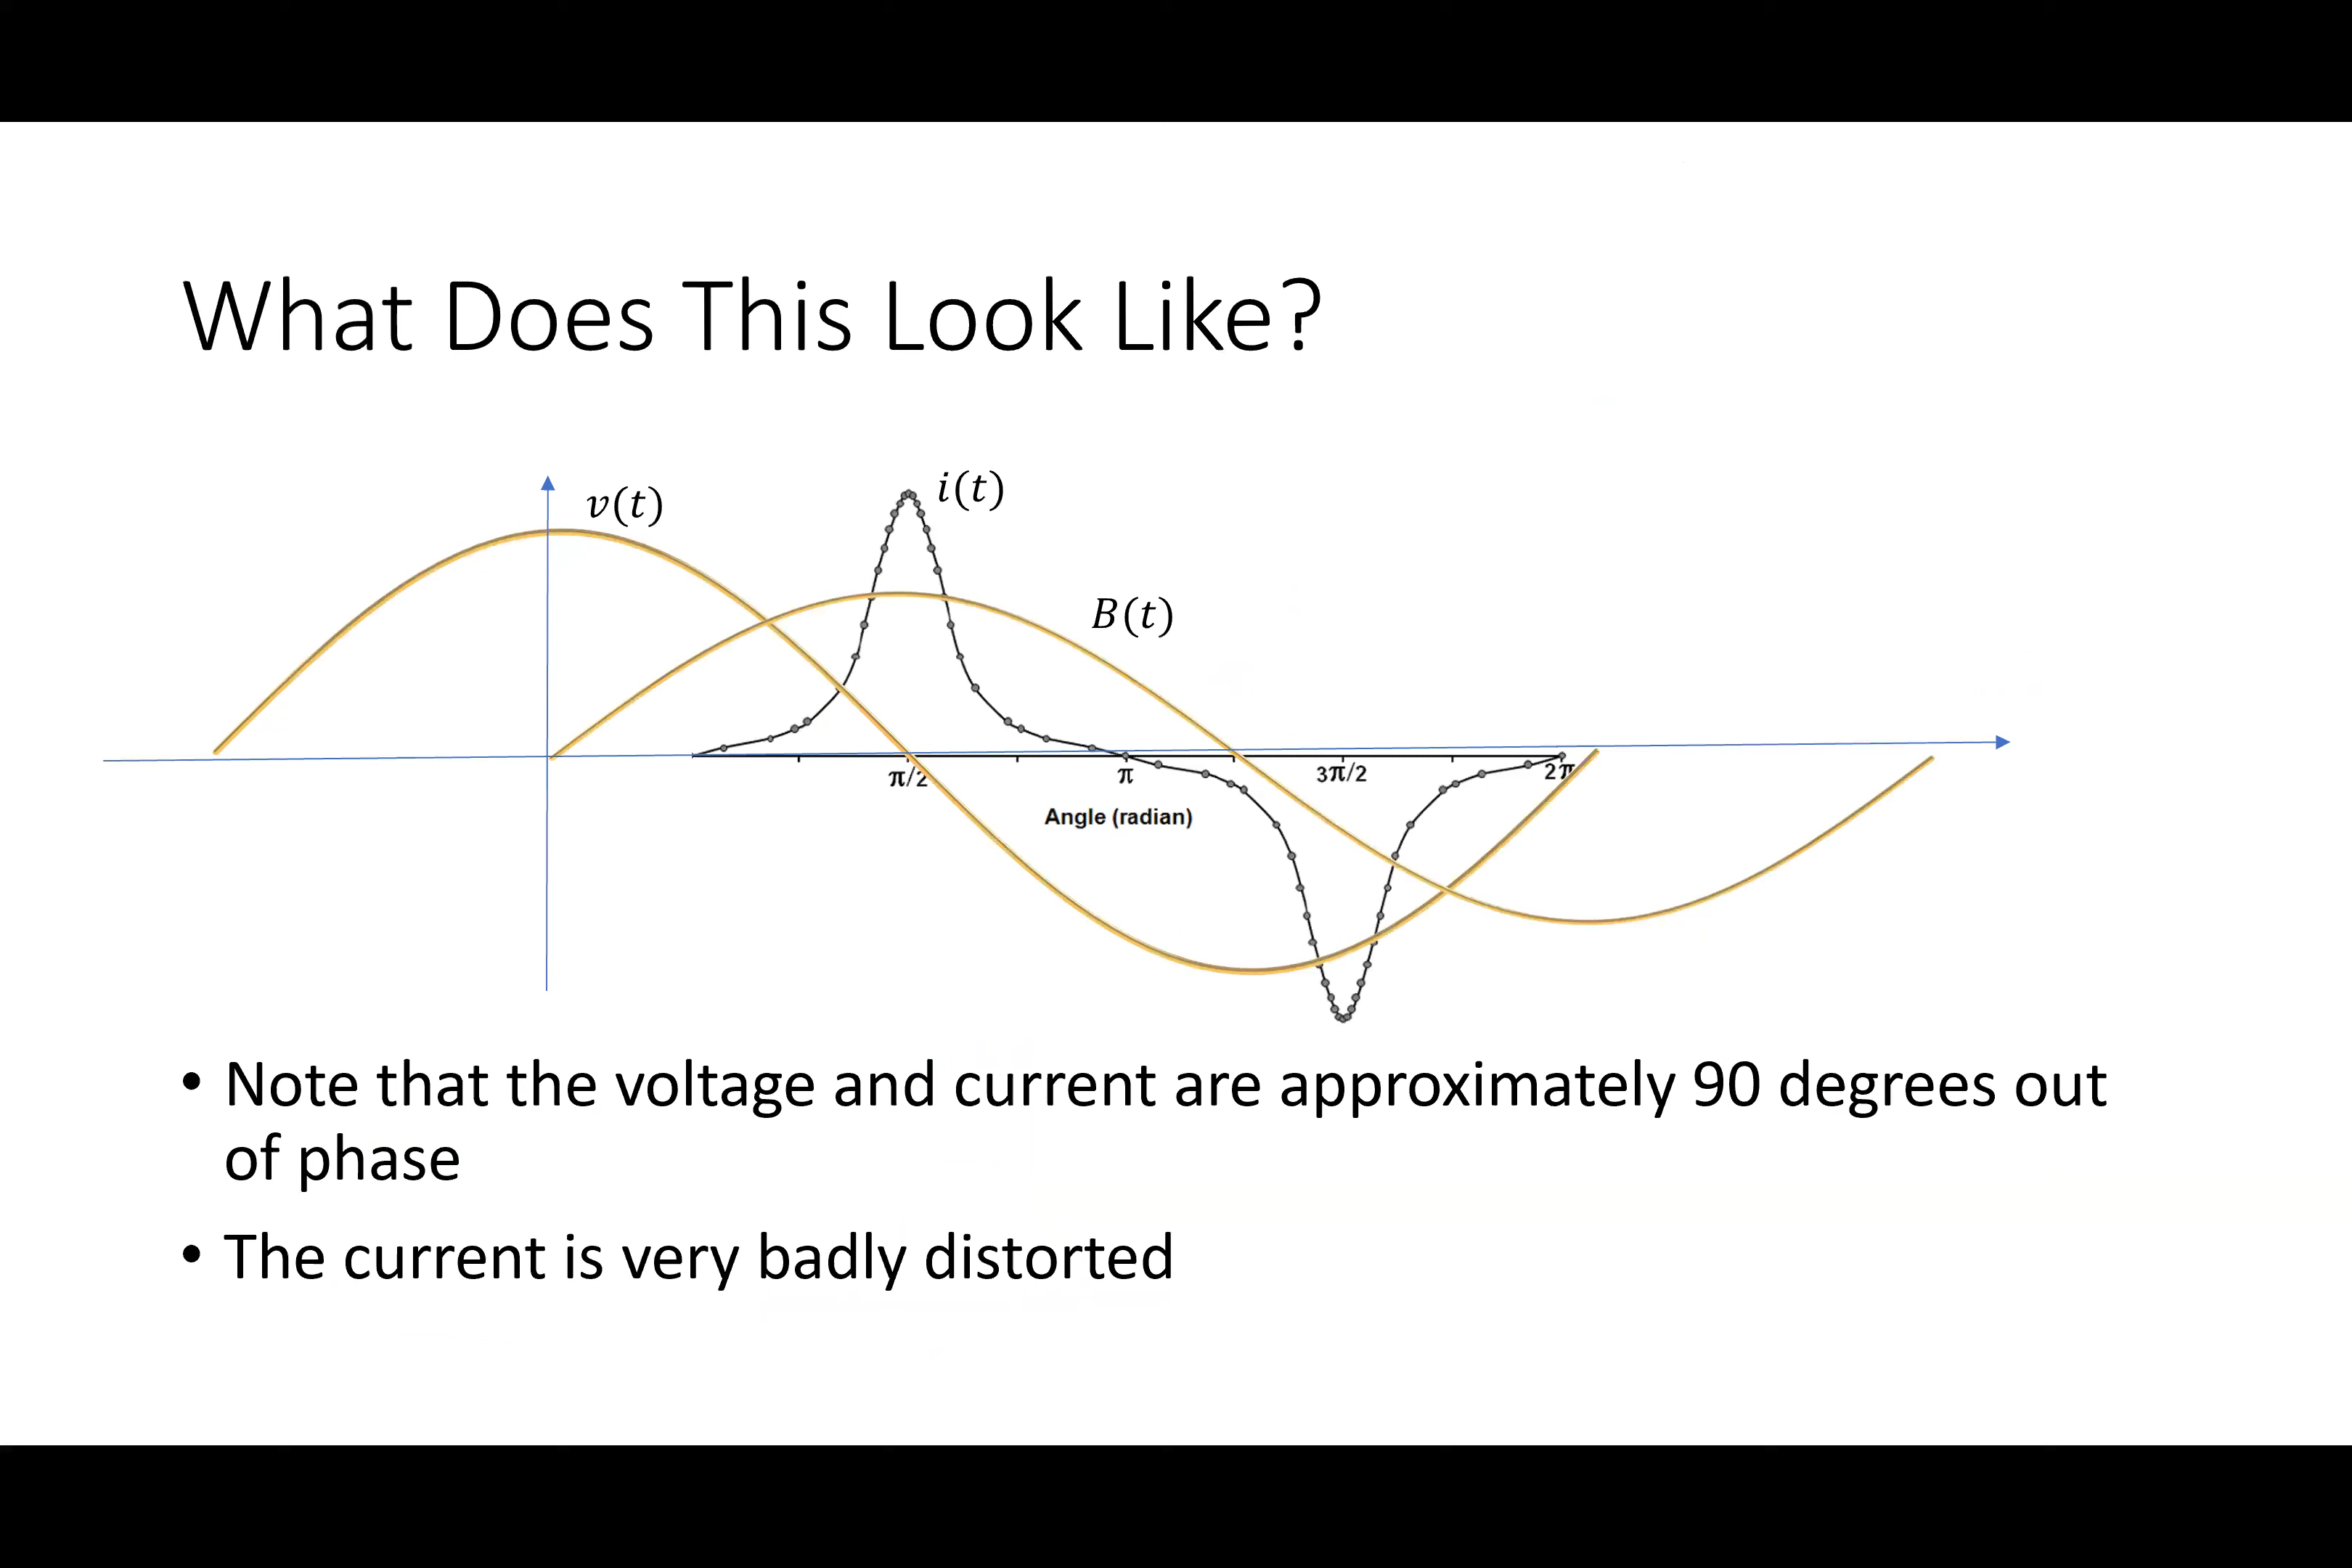 What Does This Look Like?
v(t)
i(t)
B(t)
π/2
π
3π/2
2π
Angle (radian)
• Note that the voltage and current are approximately 90 degrees out
of phase
• The current is very badly distorted